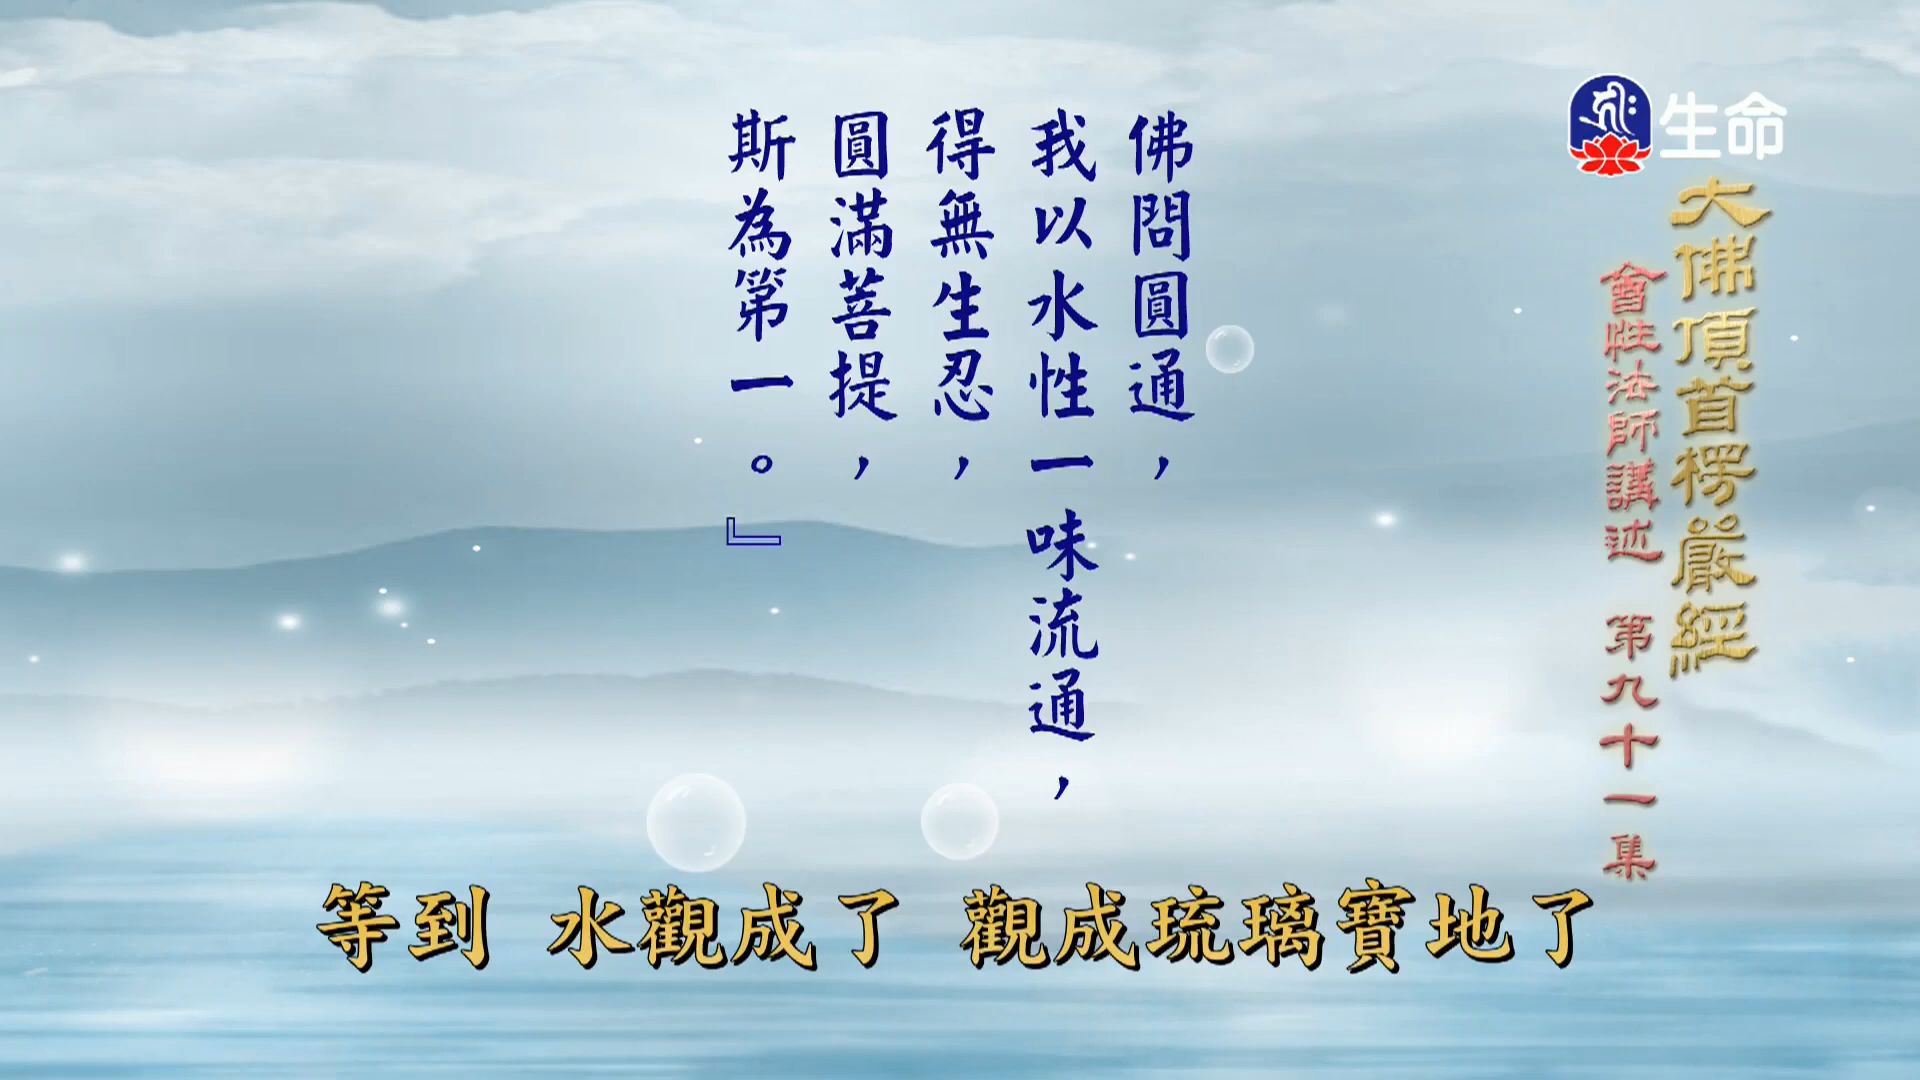 生命
大佛頂首楞嚴經
會性法師講述 第九十一集
佛問圓通，
我以水性一味流通，
得無生忍，
圓滿菩提，
斯為第一。』
等到 水觀成了 觀成琉璃寶地了